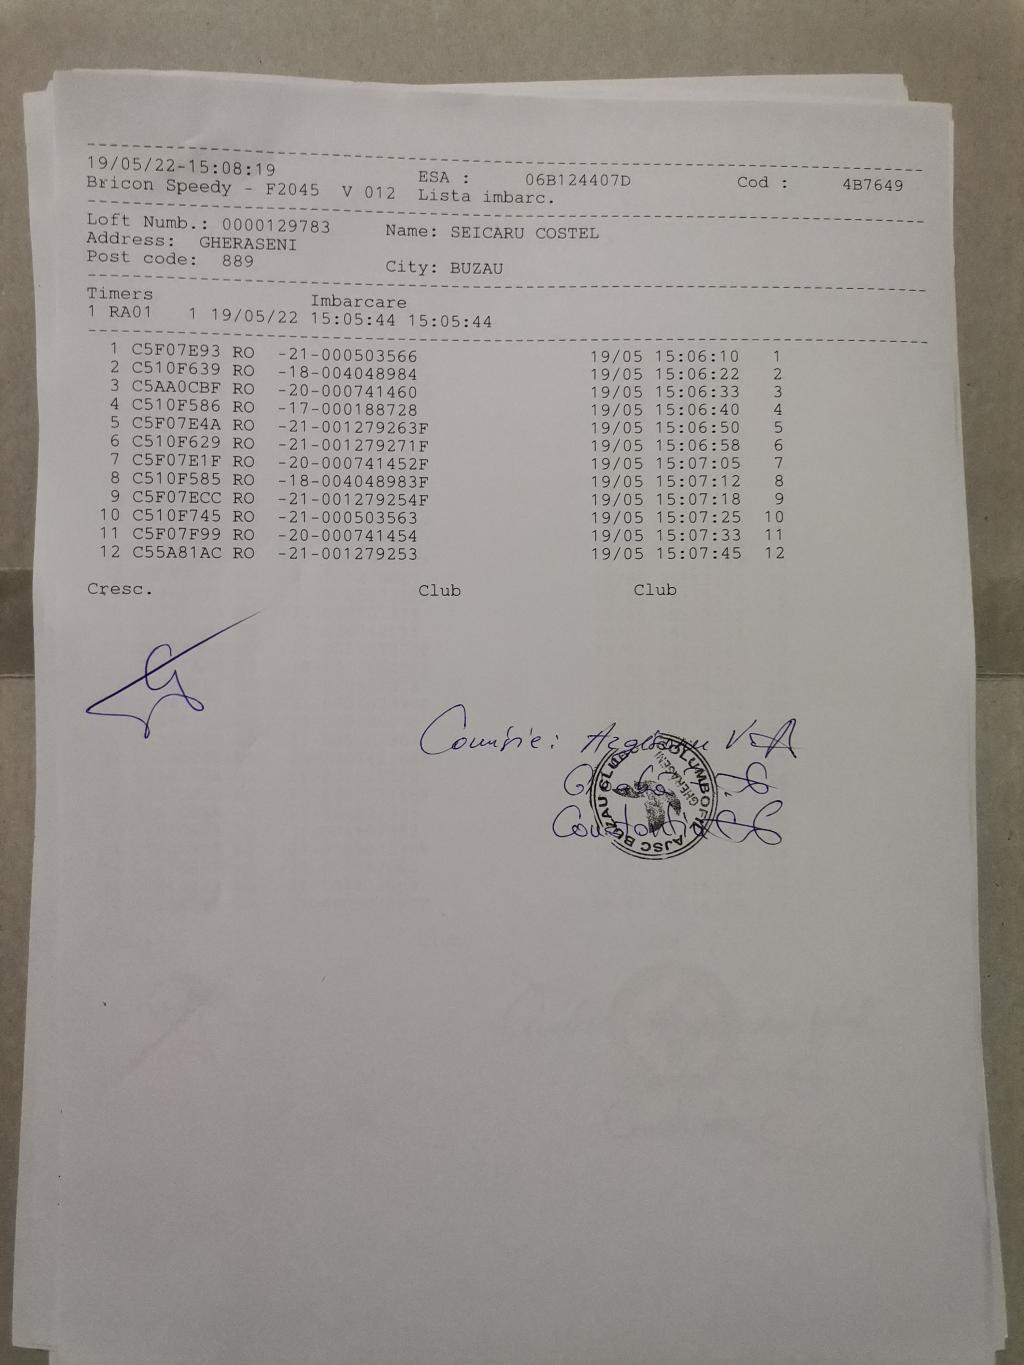 19/05/22-15:08:19 ESA : 06B124407D Cod : 4B7649
Bricon Speedy - F2045 V 012 Lista imbarc.
Loft Numb.: 0000129783 Name: SEICARU COSTEL
Address: GHERASENI
Post code: 889 City: BUZAU
Timers Imbarcare
1 RA01 1 19/05/22 15:05:44 15:05:44
1 C5F07E93 RO -21-000503566 19/05 15:06:10 1
2 C510F639 RO -18-004048984 19/05 15:06:22 2
3 C5AA0CBF RO -20-000741460 19/05 15:06:33 3
4 C510F586 RO -17-000188728 19/05 15:06:40 4
5 C5F07E4A RO -21-001279263F 19/05 15:06:50 5
6 C510F629 RO -21-001279271F 19/05 15:06:58 6
7 C5F07E1F RO -20-000741452F 19/05 15:07:05 7
8 C510F585 RO -18-004048983F 19/05 15:07:12 8
9 C5F07ECC RO -21-001279254F 19/05 15:07:18 9
10 C510F745 RO -21-000503563 19/05 15:07:25 10
11 C5F07F99 RO -20-000741454 19/05 15:07:33 11
12 C55A81AC RO -21-001279253 19/05 15:07:45 12
Cresc. Club Club
Comisie:
Constantin
AJSC BUZAU CLUB COLUMBOFIL
GHERASENI